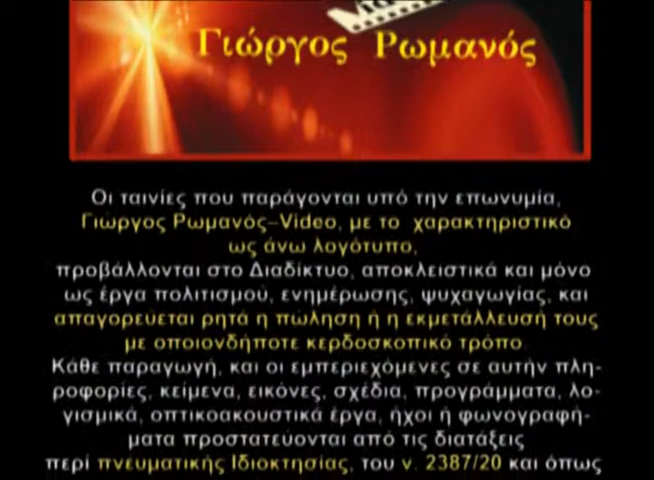 Γιώργος Ρωμανός
Οι ταινίες που παράγονται υπό την επωνυμία,
Γιώργος Ρωμανός–Video, με το χαρακτηριστικό
ως άνω λογότυπο,
προβάλλονται στο Διαδίκτυο, αποκλειστικά και μόνο
ως έργα πολιτισμού, ενημέρωσης, ψυχαγωγίας, και
απαγορεύεται ρητά η πώληση ή η εκμετάλλευσή τους
με οποιονδήποτε κερδοσκοπικό τρόπο
Κάθε παραγωγή, και οι εμπεριεχόμενες σε αυτήν πλη-
ροφορίες, κείμενα, εικόνες, σχέδια, προγράμματα, λο-
γισμικά, οπτικοακουστικά έργα, ήχοι ή φωνογραφή-
ματα προστατεύονται από τις διατάξεις
περί πνευματικής Ιδιοκτησίας, του ν. 2387/20 και όπως